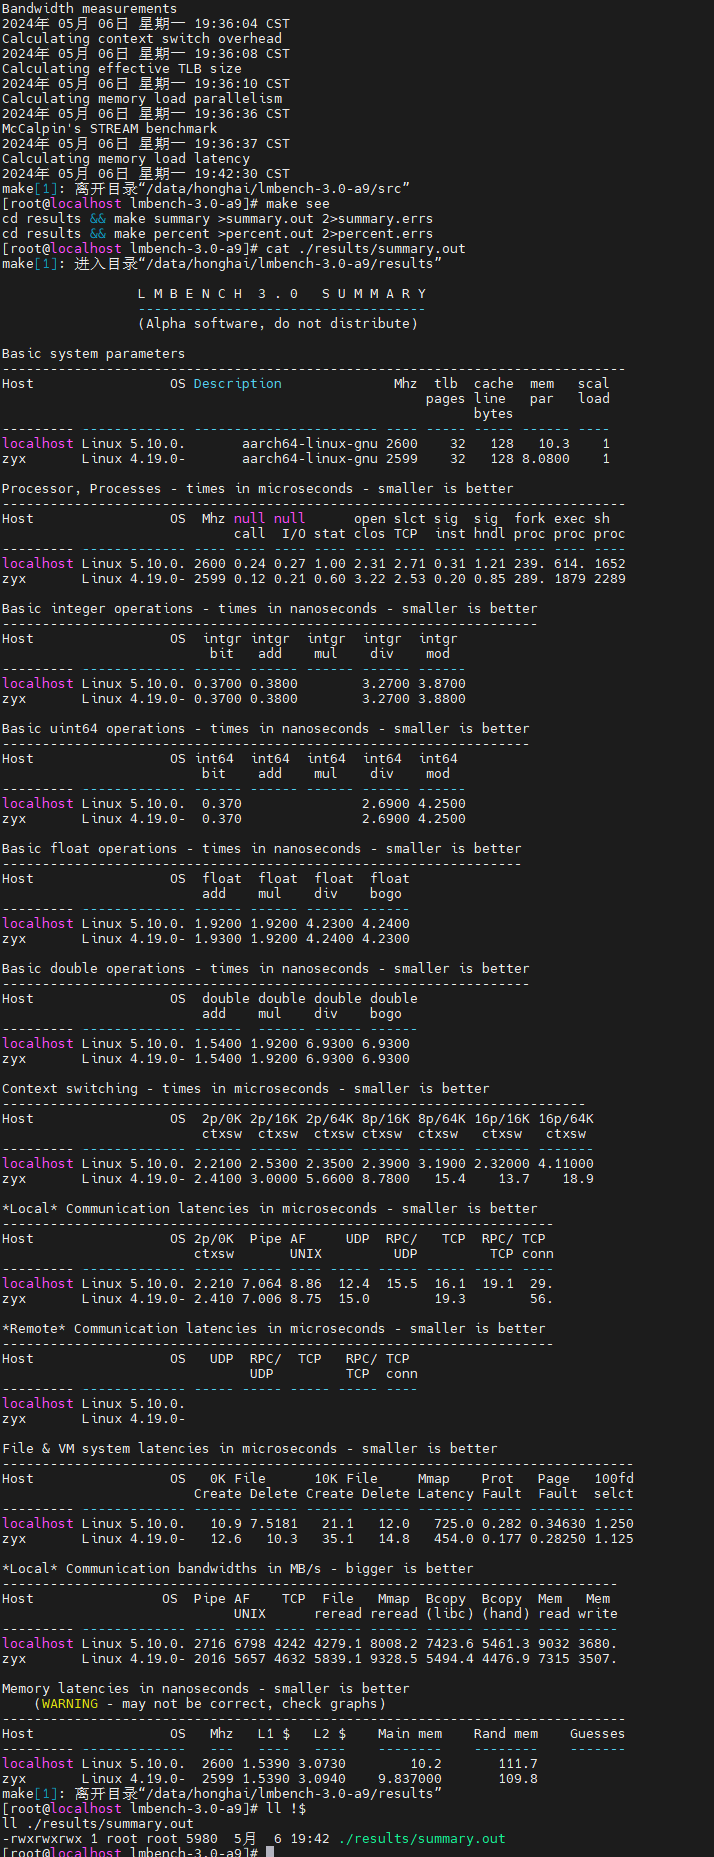 Bandwidth measurements
2024年 05月 06日 星期一 19:36:04 CST
Calculating context switch overhead
2024年 05月 06日 星期一 19:36:08 CST
Calculating effective TLB size
2024年 05月 06日 星期一 19:36:10 CST
Calculating memory load parallelism
2024年 05月 06日 星期一 19:36:36 CST
McCalpin's STREAM benchmark
2024年 05月 06日 星期一 19:36:37 CST
Calculating memory load latency
2024年 05月 06日 星期一 19:42:30 CST
make[1]: 离开目录“/data/honghai/lmbench-3.0-a9/src”
[root@localhost lmbench-3.0-a9]# make see
cd results && make summary >summary.out 2>summary.errs
cd results && make percent >percent.out 2>percent.errs
[root@localhost lmbench-3.0-a9]# cat ./results/summary.out
make[1]: 进入目录“/data/honghai/lmbench-3.0-a9/results”

                 L M B E N C H  3 . 0   S U M M A R Y
                 ------------------------------------
                 (Alpha software, do not distribute)

Basic system parameters
------------------------------------------------------------------------------
Host                 OS Description              Mhz  tlb  cache  mem   scal
                                                     pages line   par   load
                                                           bytes
--------- ------------- ----------------------- ---- ----- ----- ------ ----
localhost Linux 5.10.0.       aarch64-linux-gnu 2600    32   128   10.3    1
zyx       Linux 4.19.0-       aarch64-linux-gnu 2599    32   128 8.0800    1

Processor, Processes - times in microseconds - smaller is better
------------------------------------------------------------------------------
Host                 OS  Mhz null null      open slct sig  sig  fork exec sh
                             call  I/O stat clos TCP  inst hndl proc proc proc
--------- ------------- ---- ---- ---- ---- ---- ---- ---- ---- ---- ---- ----
localhost Linux 5.10.0. 2600 0.24 0.27 1.00 2.31 2.71 0.31 1.21 239. 614. 1652
zyx       Linux 4.19.0- 2599 0.12 0.21 0.60 3.22 2.53 0.20 0.85 289. 1879 2289

Basic integer operations - times in nanoseconds - smaller is better
-------------------------------------------------------------------
Host                 OS  intgr intgr  intgr  intgr  intgr
                          bit   add    mul    div    mod
--------- ------------- ------ ------ ------ ------ ------
localhost Linux 5.10.0. 0.3700 0.3800        3.2700 3.8700
zyx       Linux 4.19.0- 0.3700 0.3800        3.2700 3.8800

Basic uint64 operations - times in nanoseconds - smaller is better
------------------------------------------------------------------
Host                 OS int64  int64  int64  int64  int64
                         bit    add    mul    div    mod
--------- ------------- ------ ------ ------ ------ ------
localhost Linux 5.10.0.  0.370               2.6900 4.2500
zyx       Linux 4.19.0-  0.370               2.6900 4.2500

Basic float operations - times in nanoseconds - smaller is better
-----------------------------------------------------------------
Host                 OS  float  float  float  float
                         add    mul    div    bogo
--------- ------------- ------ ------ ------ ------
localhost Linux 5.10.0. 1.9200 1.9200 4.2300 4.2400
zyx       Linux 4.19.0- 1.9300 1.9200 4.2400 4.2300

Basic double operations - times in nanoseconds - smaller is better
------------------------------------------------------------------
Host                 OS  double double double double
                         add    mul    div    bogo
--------- ------------- ------  ------ ------ ------
localhost Linux 5.10.0. 1.5400 1.9200 6.9300 6.9300
zyx       Linux 4.19.0- 1.5400 1.9200 6.9300 6.9300

Context switching - times in microseconds - smaller is better
-------------------------------------------------------------------------
Host                 OS  2p/0K 2p/16K 2p/64K 8p/16K 8p/64K 16p/16K 16p/64K
                         ctxsw  ctxsw  ctxsw ctxsw  ctxsw   ctxsw   ctxsw
--------- ------------- ------ ------ ------ ------ ------ ------- -------
localhost Linux 5.10.0. 2.2100 2.5300 2.3500 2.3900 3.1900 2.32000 4.11000
zyx       Linux 4.19.0- 2.4100 3.0000 5.6600 8.7800   15.4    13.7    18.9

*Local* Communication latencies in microseconds - smaller is better
---------------------------------------------------------------------
Host                 OS 2p/0K  Pipe AF     UDP  RPC/   TCP  RPC/ TCP
                        ctxsw       UNIX         UDP         TCP conn
--------- ------------- ----- ----- ---- ----- ----- ----- ----- ----
localhost Linux 5.10.0. 2.210 7.064 8.86  12.4  15.5  16.1  19.1  29.
zyx       Linux 4.19.0- 2.410 7.006 8.75  15.0        19.3        56.

*Remote* Communication latencies in microseconds - smaller is better
---------------------------------------------------------------------
Host                 OS   UDP  RPC/  TCP   RPC/ TCP
                               UDP         TCP  conn
--------- ------------- ----- ----- ----- ----- ----
localhost Linux 5.10.0.
zyx       Linux 4.19.0-

File & VM system latencies in microseconds - smaller is better
-------------------------------------------------------------------------------
Host                 OS   0K File      10K File     Mmap    Prot   Page   100fd
                        Create Delete Create Delete Latency Fault  Fault  selct
--------- ------------- ------ ------ ------ ------ ------- ----- ------- -----
localhost Linux 5.10.0.   10.9 7.5181   21.1   12.0   725.0 0.282 0.34630 1.250
zyx       Linux 4.19.0-   12.6   10.3   35.1   14.8   454.0 0.177 0.28250 1.125

*Local* Communication bandwidths in MB/s - bigger is better
-----------------------------------------------------------------------------
Host                OS  Pipe AF    TCP  File   Mmap  Bcopy  Bcopy  Mem   Mem
                             UNIX      reread reread (libc) (hand) read write
--------- ------------- ---- ---- ---- ------ ------ ------ ------ ---- -----
localhost Linux 5.10.0. 2716 6798 4242 4279.1 8008.2 7423.6 5461.3 9032 3680.
zyx       Linux 4.19.0- 2016 5657 4632 5839.1 9328.5 5494.4 4476.9 7315 3507.

Memory latencies in nanoseconds - smaller is better
    (WARNING - may not be correct, check graphs)
------------------------------------------------------------------------------
Host                 OS   Mhz   L1 $   L2 $    Main mem    Rand mem    Guesses
--------- -------------   ---   ----   ----    --------    --------    -------
localhost Linux 5.10.0.  2600 1.5390 3.0730        10.2       111.7
zyx       Linux 4.19.0-  2599 1.5390 3.0940    9.837000       109.8
make[1]: 离开目录“/data/honghai/lmbench-3.0-a9/results”
[root@localhost lmbench-3.0-a9]# ll !$
ll ./results/summary.out
-rwxrwxrwx 1 root root 5980  5月  6 19:42 ./results/summary.out
[root@localhost lmbench-3.0-a9]#